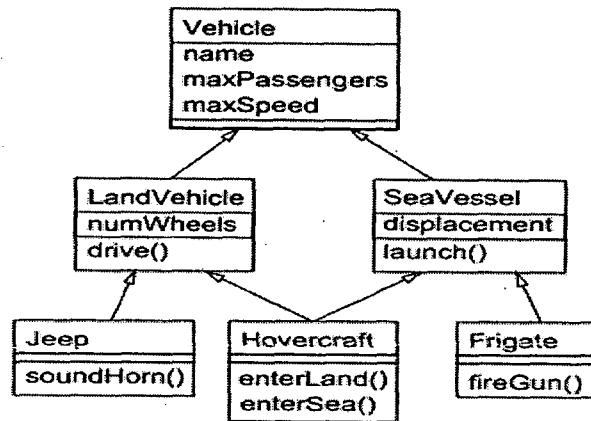 Vehicle
name
maxPassengers
maxSpeed
LandVehicle
numWheels
drive()
SeaVessel
displacement
launch()
Jeep
soundHorn()
Hovercraft
enterLand()
enterSea()
Frigate
fireGun()